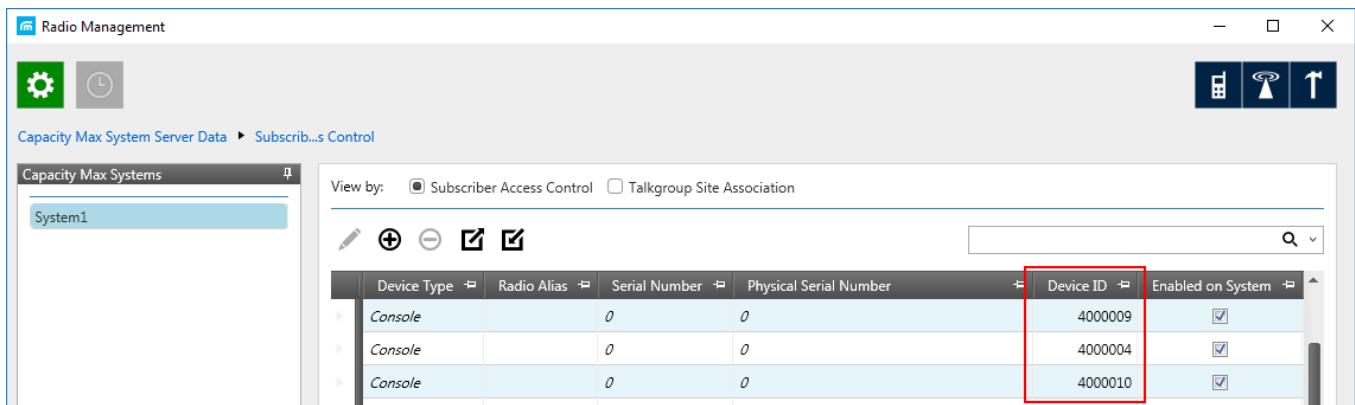 Radio Management
Capacity Max System Server Data Subscrib...s Control
Capacity Max Systems
System1
View by: Subscriber Access Control Talkgroup Site Association
Device Type Radio Alias Serial Number Physical Serial Number Device ID Enabled on System
Console 0 0 4000009
Console 0 0 4000004
Console 0 0 4000010